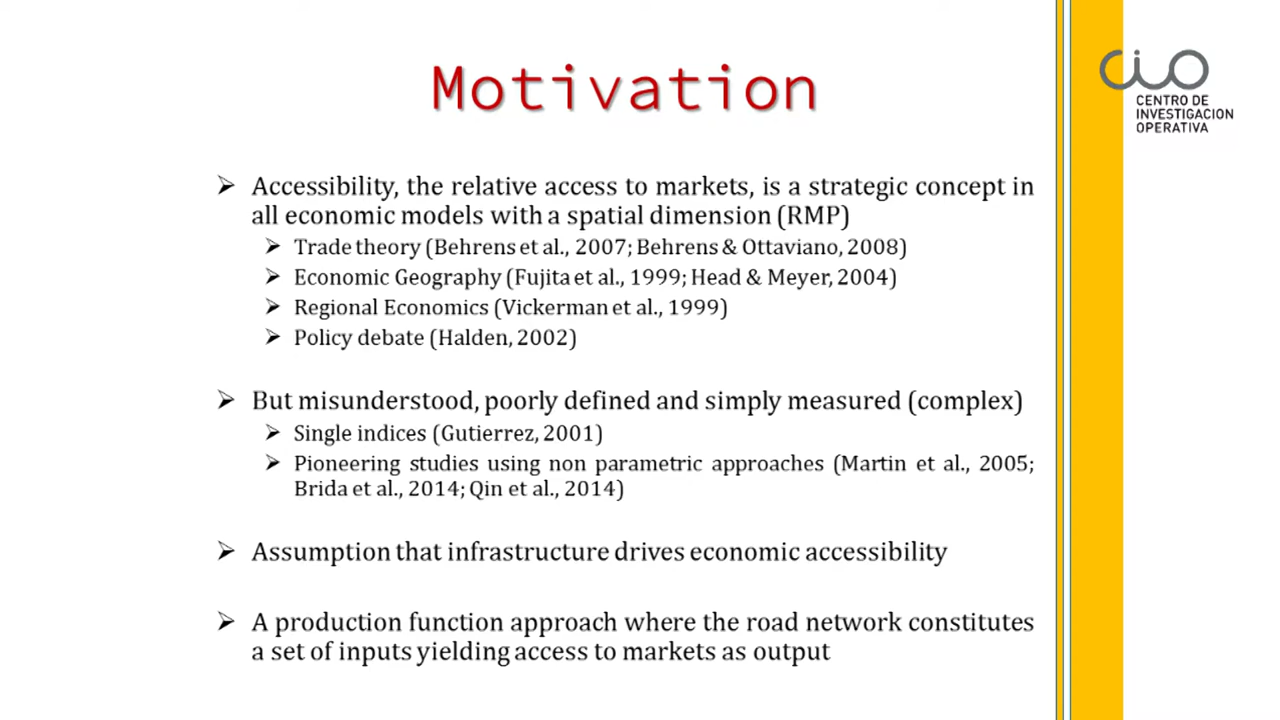 Motivation
CIO
CENTRO DE
INVESTIGACION
OPERATIVA
➢ Accessibility, the relative access to markets, is a strategic concept in
all economic models with a spatial dimension (RMP)
➢ Trade theory (Behrens et al., 2007; Behrens & Ottaviano, 2008)
➢ Economic Geography (Fujita et al., 1999; Head & Meyer, 2004)
➢ Regional Economics (Vickerman et al., 1999)
➢ Policy debate (Halden, 2002)
➢ But misunderstood, poorly defined and simply measured (complex)
➢ Single indices (Gutierrez, 2001)
➢ Pioneering studies using non parametric approaches (Martin et al., 2005;
Brida et al., 2014; Qin et al., 2014)
➢ Assumption that infrastructure drives economic accessibility
➢ A production function approach where the road network constitutes
a set of inputs yielding access to markets as output